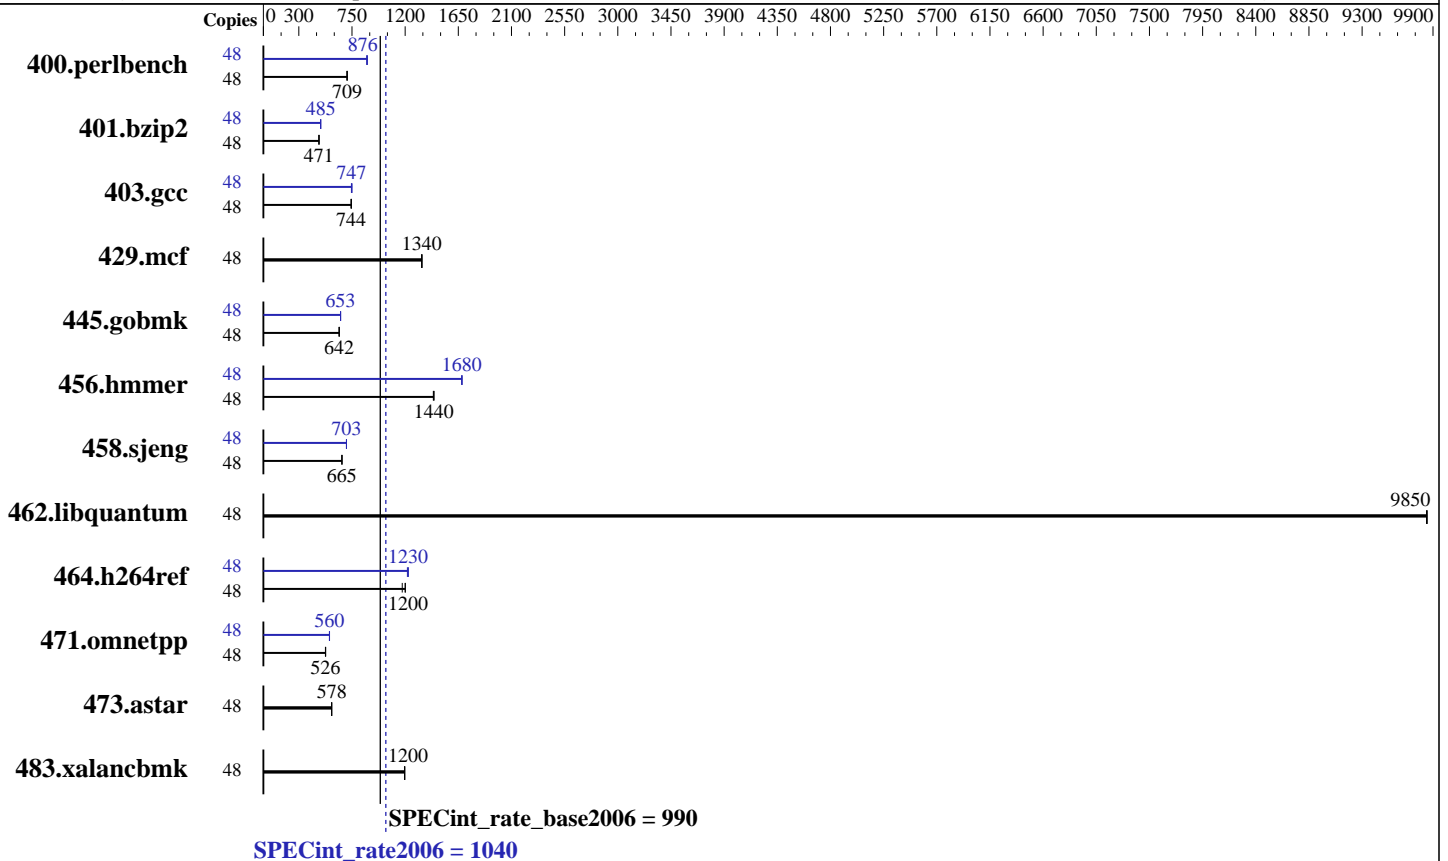 Copies 0 300 750 1200 1650 2100 2550 3000 3450 3900 4350 4800 5250 5700 6150 6600 7050 7500 7950 8400 8850 9300 9900
400.perlbench 48 876
48 709
401.bzip2 48 485
48 471
403.gcc 48 747
48 744
429.mcf 48 1340
445.gobmk 48 653
48 642
456.hmmer 48 1680
48 1440
458.sjeng 48 703
48 665
462.libquantum 48 9850
464.h264ref 48 1230
48 1200
471.omnetpp 48 560
48 526
473.astar 48 578
483.xalancbmk 48 1200
SPECint_rate_base2006 = 990
SPECint_rate2006 = 1040